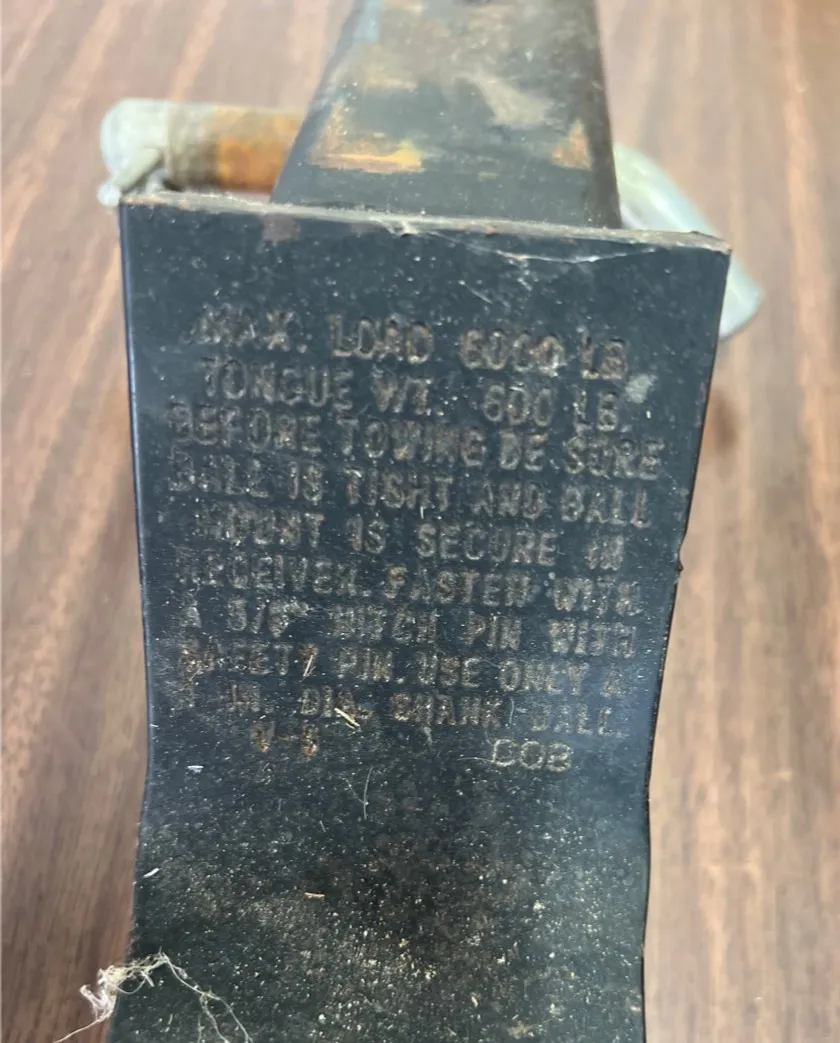 MAX. LOAD 6000 LB.
TONGUE WT. 600 LB.
BEFORE TOWING BE SURE
BALL IS TIGHT AND BALL
MOUNT IS SECURE IN
RECEIVER. FASTEN WITH
A 5/8" HITCH PIN WITH
SAFETY PIN. USE ONLY A
1 IN. DIA. SHANK BALL.
V-5 COB